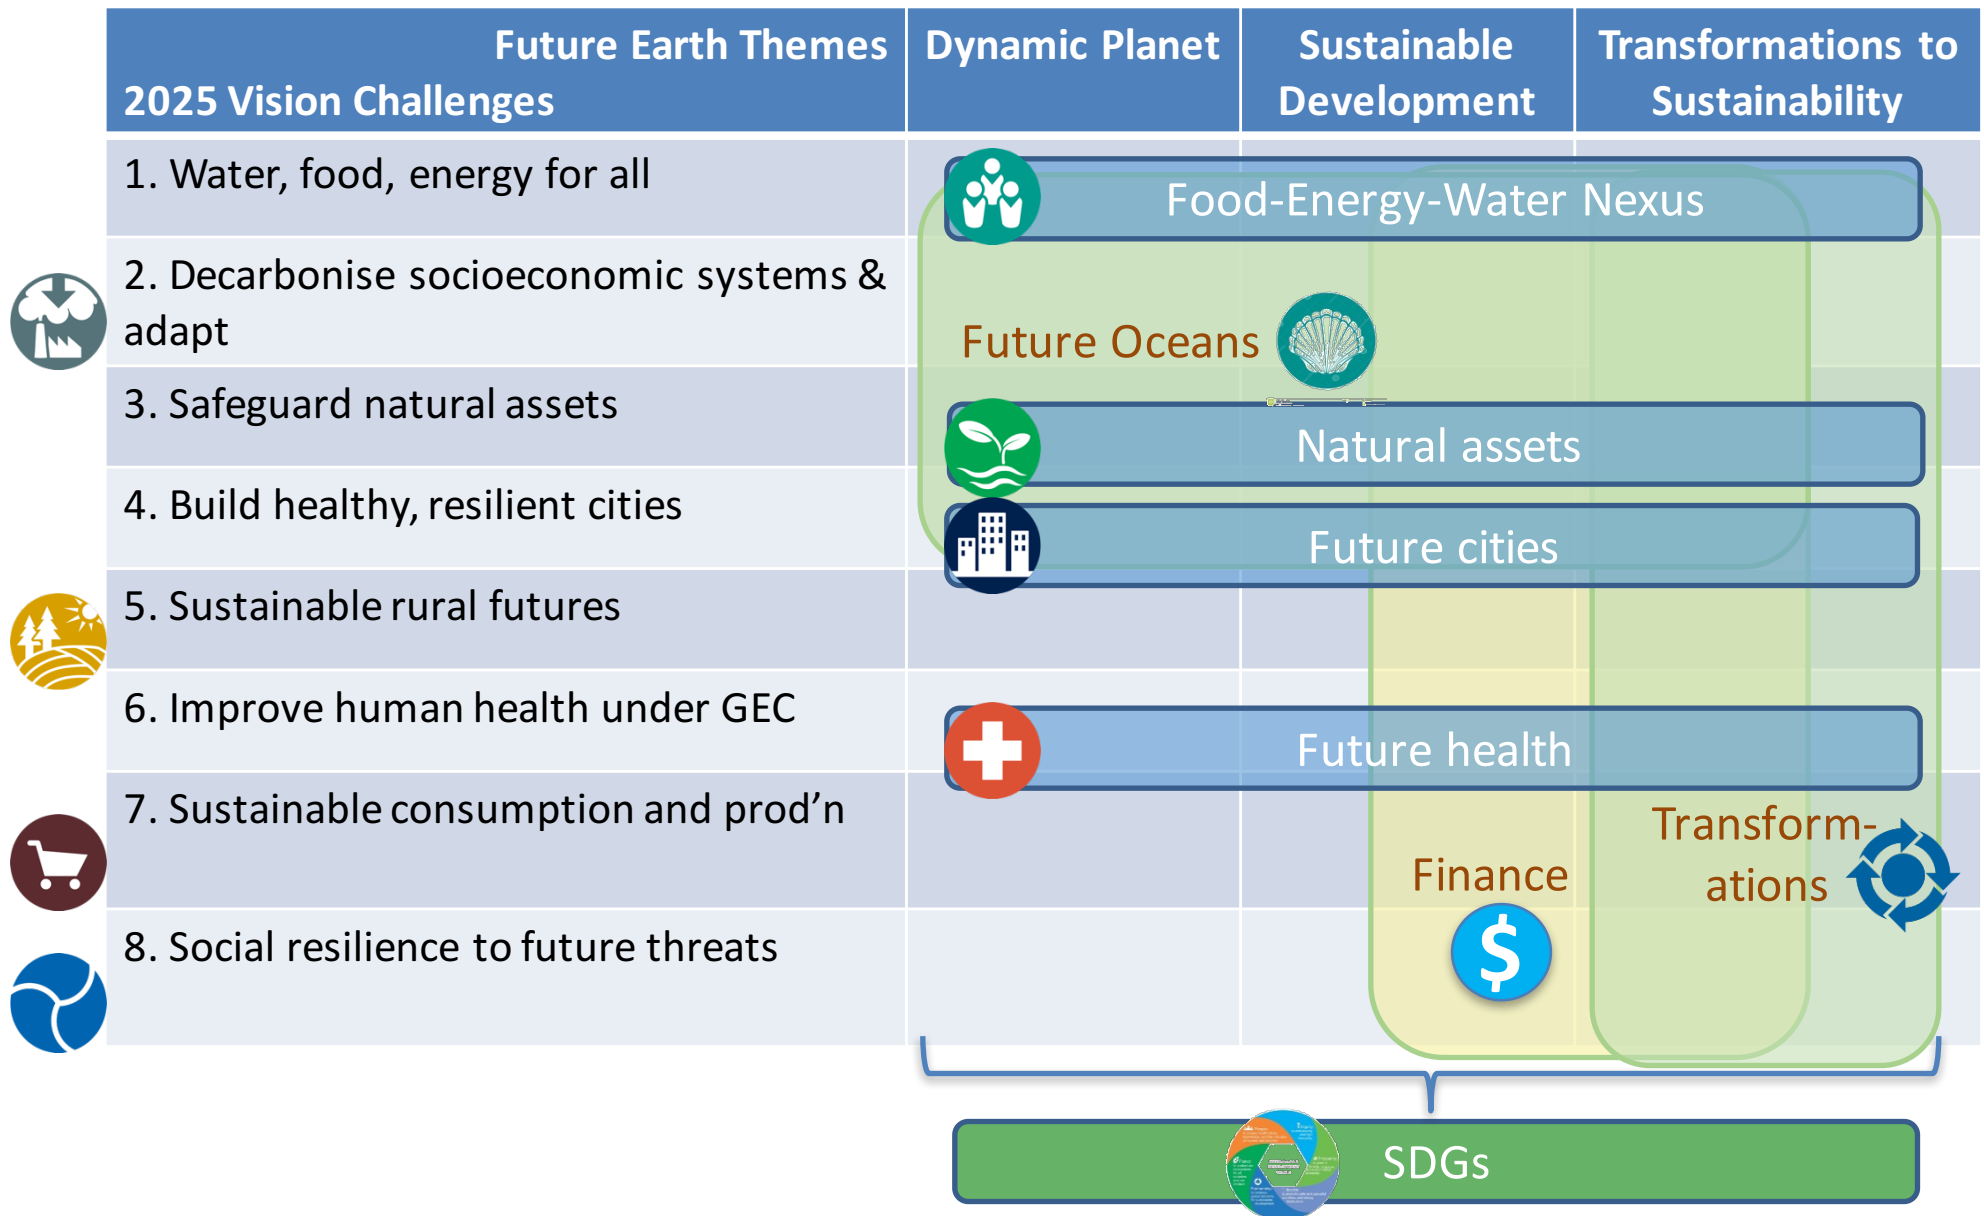 Future Earth Themes
2025 Vision Challenges
Dynamic Planet
Sustainable
Development
Transformations to
Sustainability
1. Water, food, energy for all
Food-Energy-Water Nexus
2. Decarbonise socioeconomic systems &
adapt
Future Oceans
3. Safeguard natural assets
Natural assets
4. Build healthy, resilient cities
Future cities
5. Sustainable rural futures
6. Improve human health under GEC
Future health
7. Sustainable consumption and prod’n
Transform-
ations
Finance
$
8. Social resilience to future threats
SDGs